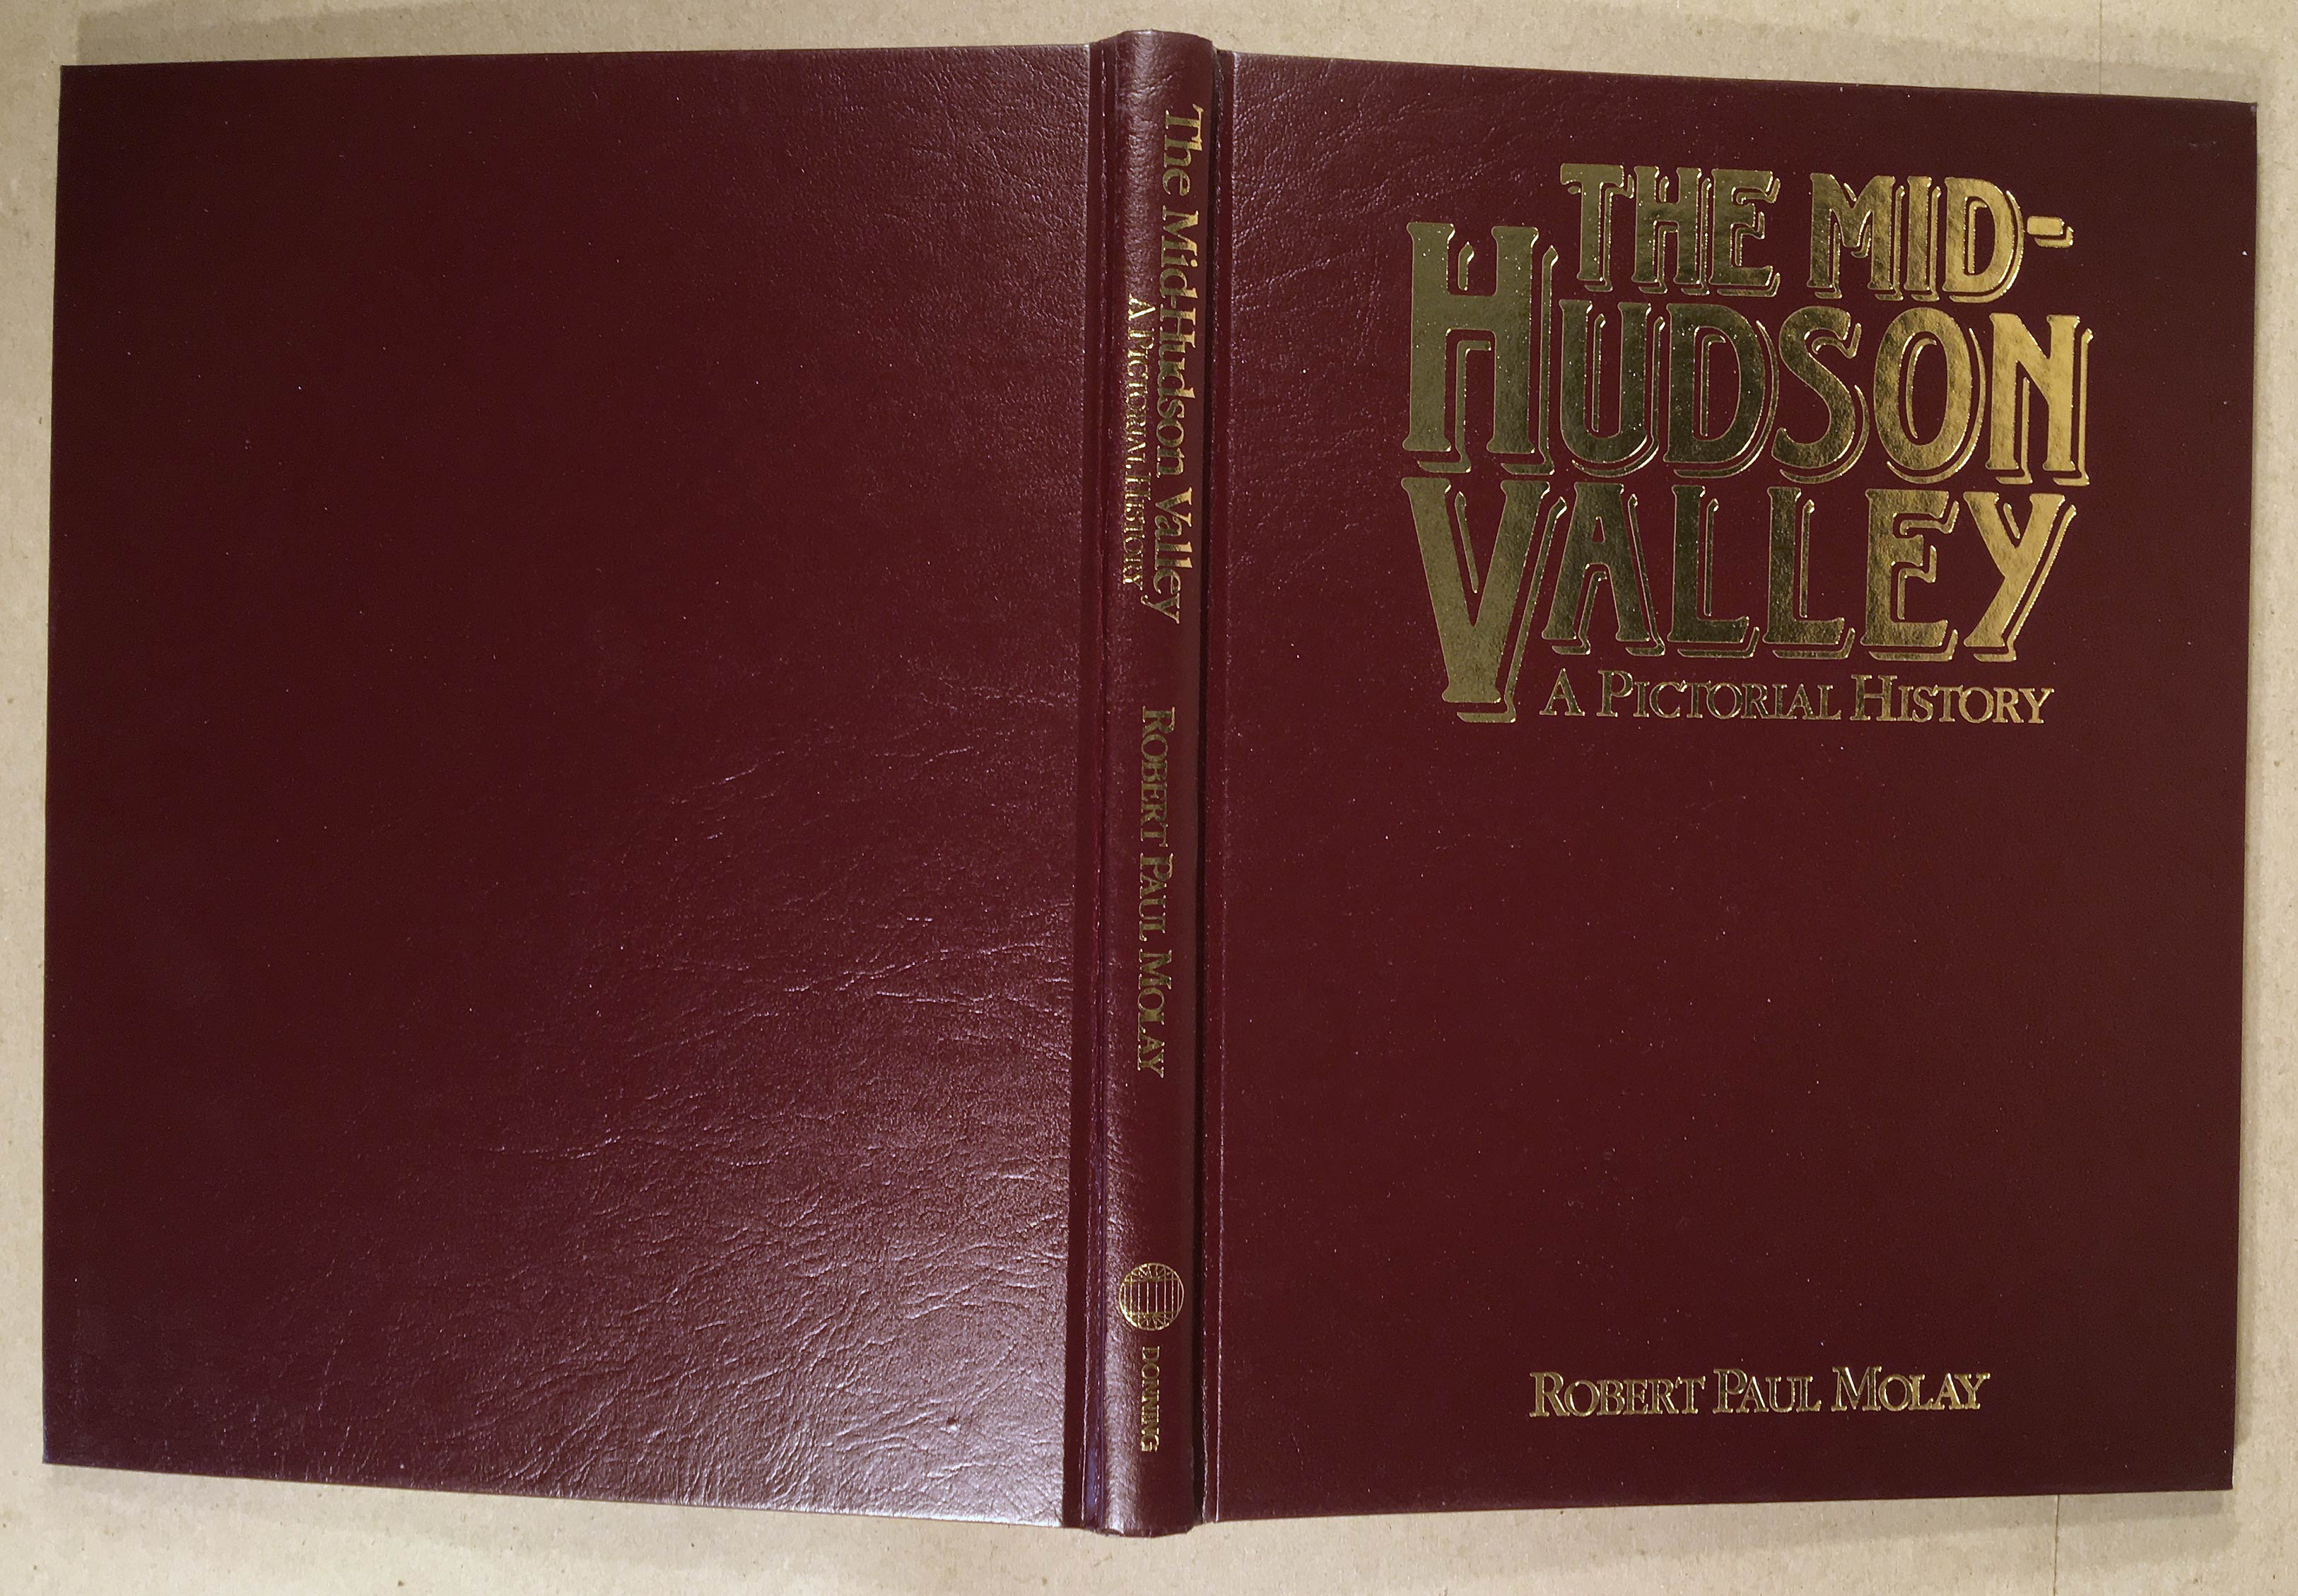 The Mid-Hudson Valley
A PICTORIAL HISTORY
ROBERT PAUL MOLAY
DONNING
THE MID-
HUDSON
VALLEY
A PICTORIAL HISTORY
ROBERT PAUL MOLAY